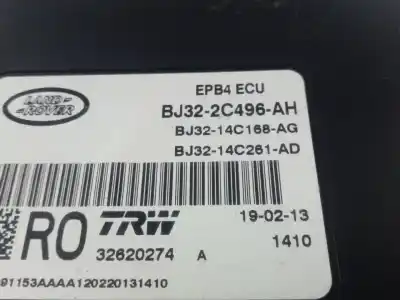 LAND-
-ROVER
EPB4 ECU
BJ32-2C496-AH
BJ32-14C168-AG
BJ32-14C261-AD
RO TRW 19-02-13
32620274 A 1410
91153AAAA120220131410